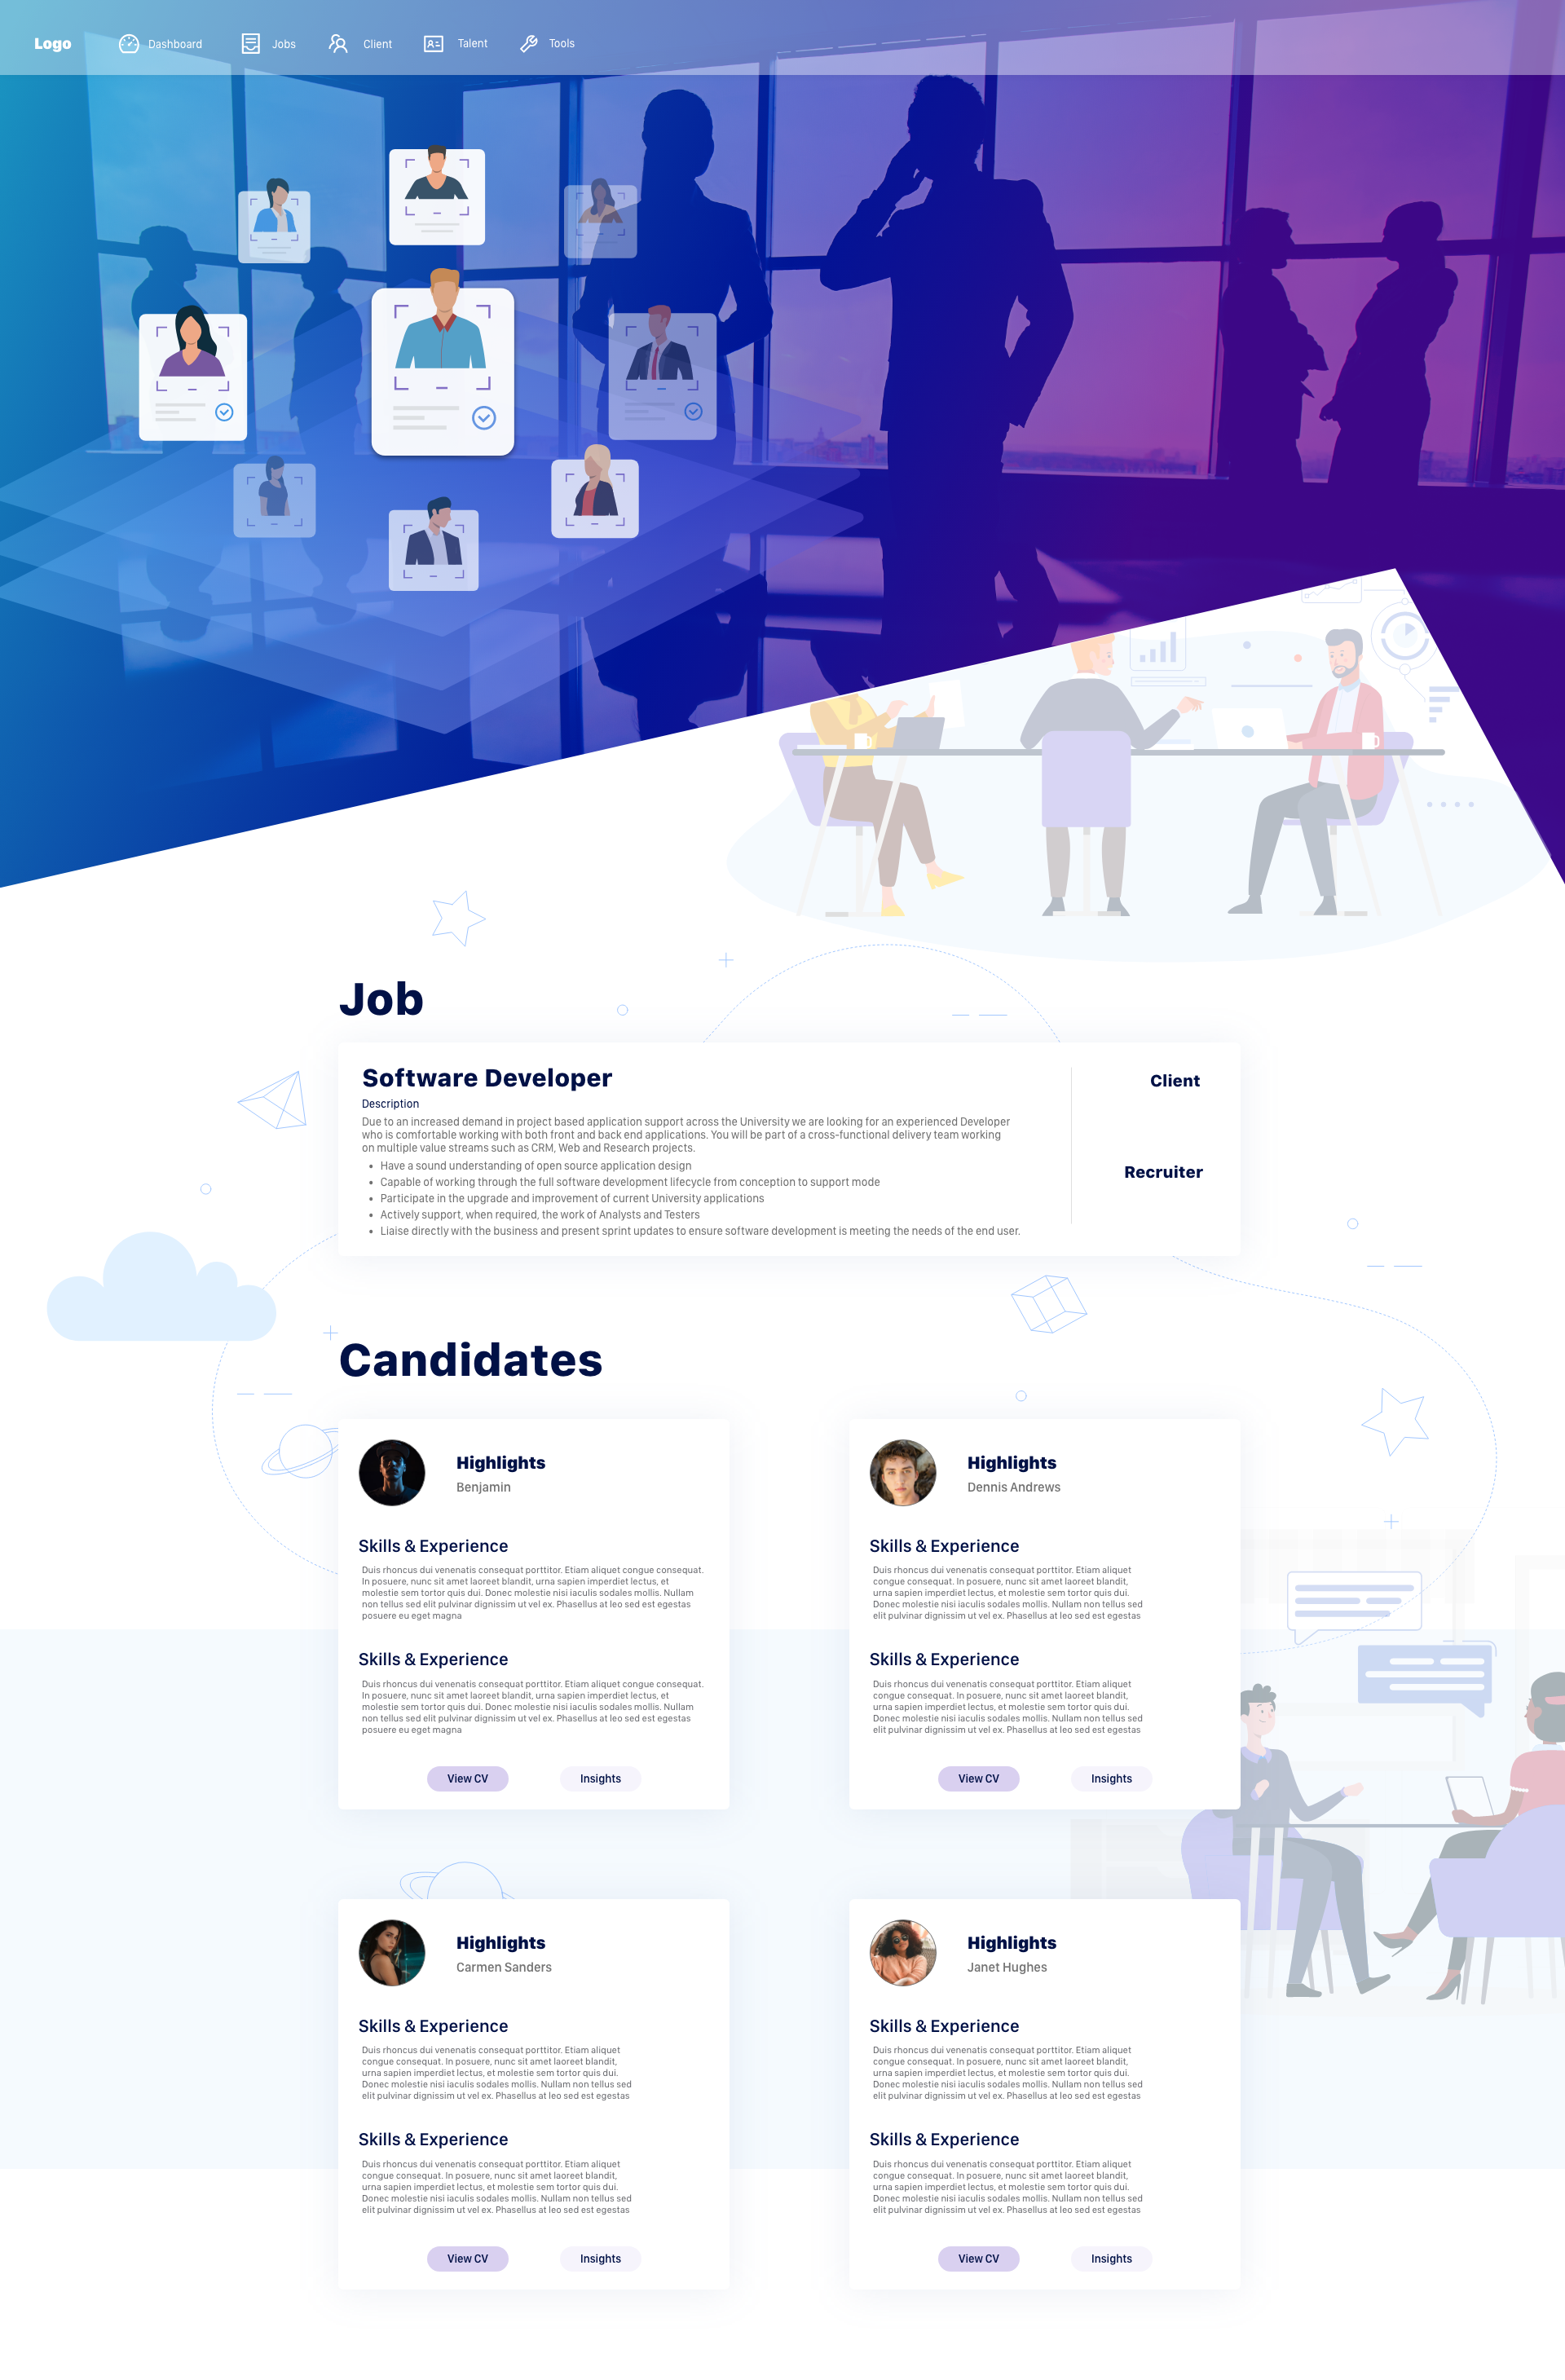 Logo
Dashboard
Jobs
Client
Talent
Tools
Job
Software Developer
Description
Due to an increased demand in project based application support across the University we are looking for an experienced Developer
who is comfortable working with both front and back end applications. You will be part of a cross-functional delivery team working
on multiple value streams such as CRM, Web and Research projects.
• Have a sound understanding of open source application design
• Capable of working through the full software development lifecycle from conception to support mode
• Participate in the upgrade and improvement of current University applications
• Actively support, when required, the work of Analysts and Testers
• Liaise directly with the business and present sprint updates to ensure software development is meeting the needs of the end user.
Client
Recruiter
Candidates
Highlights
Benjamin
Skills & Experience
Duis rhoncus dui venenatis consequat porttitor. Etiam aliquet congue consequat.
In posuere, nunc sit amet laoreet blandit, urna sapien imperdiet lectus, et
molestie sem tortor quis dui. Donec molestie nisi iaculis sodales mollis. Nullam
non tellus sed elit pulvinar dignissim ut vel ex. Phasellus at leo sed est egestas
posuere eu eget magna
Skills & Experience
Duis rhoncus dui venenatis consequat porttitor. Etiam aliquet congue consequat.
In posuere, nunc sit amet laoreet blandit, urna sapien imperdiet lectus, et
molestie sem tortor quis dui. Donec molestie nisi iaculis sodales mollis. Nullam
non tellus sed elit pulvinar dignissim ut vel ex. Phasellus at leo sed est egestas
posuere eu eget magna
View CV
Insights
Highlights
Dennis Andrews
Skills & Experience
Duis rhoncus dui venenatis consequat porttitor. Etiam aliquet
congue consequat. In posuere, nunc sit amet laoreet blandit,
urna sapien imperdiet lectus, et molestie sem tortor quis dui.
Donec molestie nisi iaculis sodales mollis. Nullam non tellus sed
elit pulvinar dignissim ut vel ex. Phasellus at leo sed est egestas
Skills & Experience
Duis rhoncus dui venenatis consequat porttitor. Etiam aliquet
congue consequat. In posuere, nunc sit amet laoreet blandit,
urna sapien imperdiet lectus, et molestie sem tortor quis dui.
Donec molestie nisi iaculis sodales mollis. Nullam non tellus sed
elit pulvinar dignissim ut vel ex. Phasellus at leo sed est egestas
View CV
Insights
Highlights
Carmen Sanders
Skills & Experience
Duis rhoncus dui venenatis consequat porttitor. Etiam aliquet
congue consequat. In posuere, nunc sit amet laoreet blandit,
urna sapien imperdiet lectus, et molestie sem tortor quis dui.
Donec molestie nisi iaculis sodales mollis. Nullam non tellus sed
elit pulvinar dignissim ut vel ex. Phasellus at leo sed est egestas
Skills & Experience
Duis rhoncus dui venenatis consequat porttitor. Etiam aliquet
congue consequat. In posuere, nunc sit amet laoreet blandit,
urna sapien imperdiet lectus, et molestie sem tortor quis dui.
Donec molestie nisi iaculis sodales mollis. Nullam non tellus sed
elit pulvinar dignissim ut vel ex. Phasellus at leo sed est egestas
View CV
Insights
Highlights
Janet Hughes
Skills & Experience
Duis rhoncus dui venenatis consequat porttitor. Etiam aliquet
congue consequat. In posuere, nunc sit amet laoreet blandit,
urna sapien imperdiet lectus, et molestie sem tortor quis dui.
Donec molestie nisi iaculis sodales mollis. Nullam non tellus sed
elit pulvinar dignissim ut vel ex. Phasellus at leo sed est egestas
Skills & Experience
Duis rhoncus dui venenatis consequat porttitor. Etiam aliquet
congue consequat. In posuere, nunc sit amet laoreet blandit,
urna sapien imperdiet lectus, et molestie sem tortor quis dui.
Donec molestie nisi iaculis sodales mollis. Nullam non tellus sed
elit pulvinar dignissim ut vel ex. Phasellus at leo sed est egestas
View CV
Insights